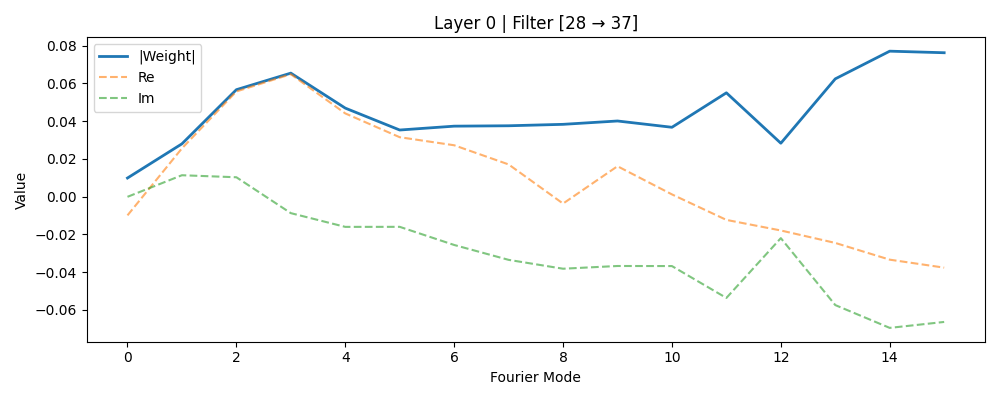 Layer 0 | Filter [28 → 37]
|Weight|
Re
Im
0.08
0.06
0.04
0.02
0.00
−0.02
−0.04
−0.06
Value
0 2 4 6 8 10 12 14
Fourier Mode